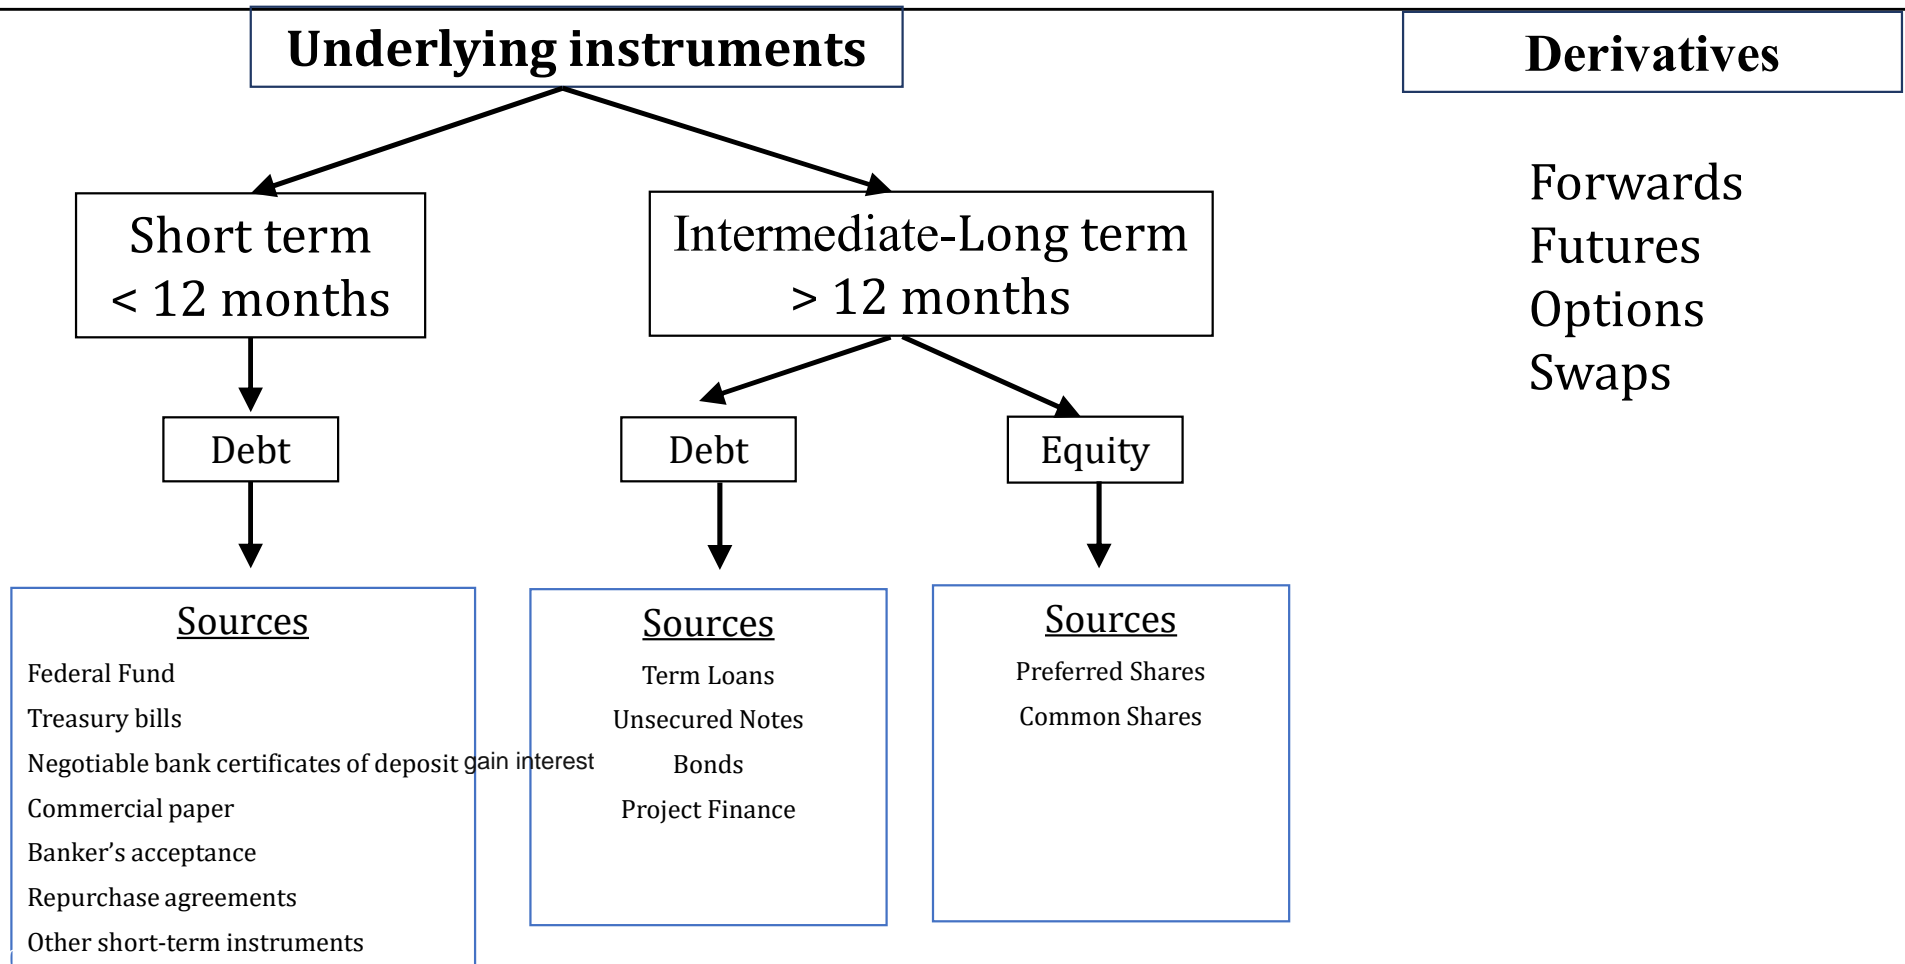 Underlying instruments
Derivatives
Short term
< 12 months
Intermediate-Long term
> 12 months
Forwards
Futures
Options
Swaps
Debt
Debt
Equity
Sources
Federal Fund
Treasury bills
Negotiable bank certificates of deposit gain interest
Commercial paper
Banker’s acceptance
Repurchase agreements
Other short-term instruments
Sources
Term Loans
Unsecured Notes
Bonds
Project Finance
Sources
Preferred Shares
Common Shares